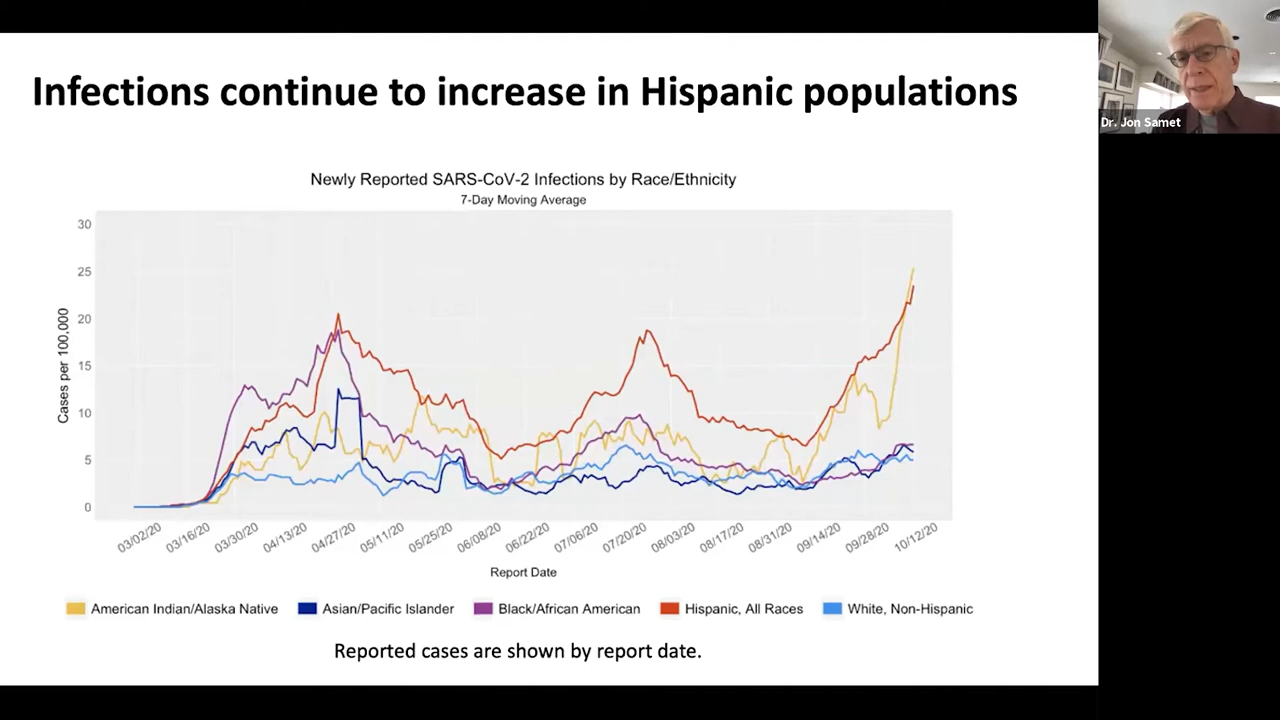 Infections continue to increase in Hispanic populations
Dr. Jon Samet
Newly Reported SARS-CoV-2 Infections by Race/Ethnicity
7-Day Moving Average
Cases per 100,000
30
25
20
15
10
5
0
03/02/20 03/16/20 03/30/20 04/13/20 04/27/20 05/11/20 05/25/20 06/08/20 06/22/20 07/06/20 07/20/20 08/03/20 08/17/20 08/31/20 09/14/20 09/28/20 10/12/20
Report Date
American Indian/Alaska Native Asian/Pacific Islander Black/African American Hispanic, All Races White, Non-Hispanic
Reported cases are shown by report date.